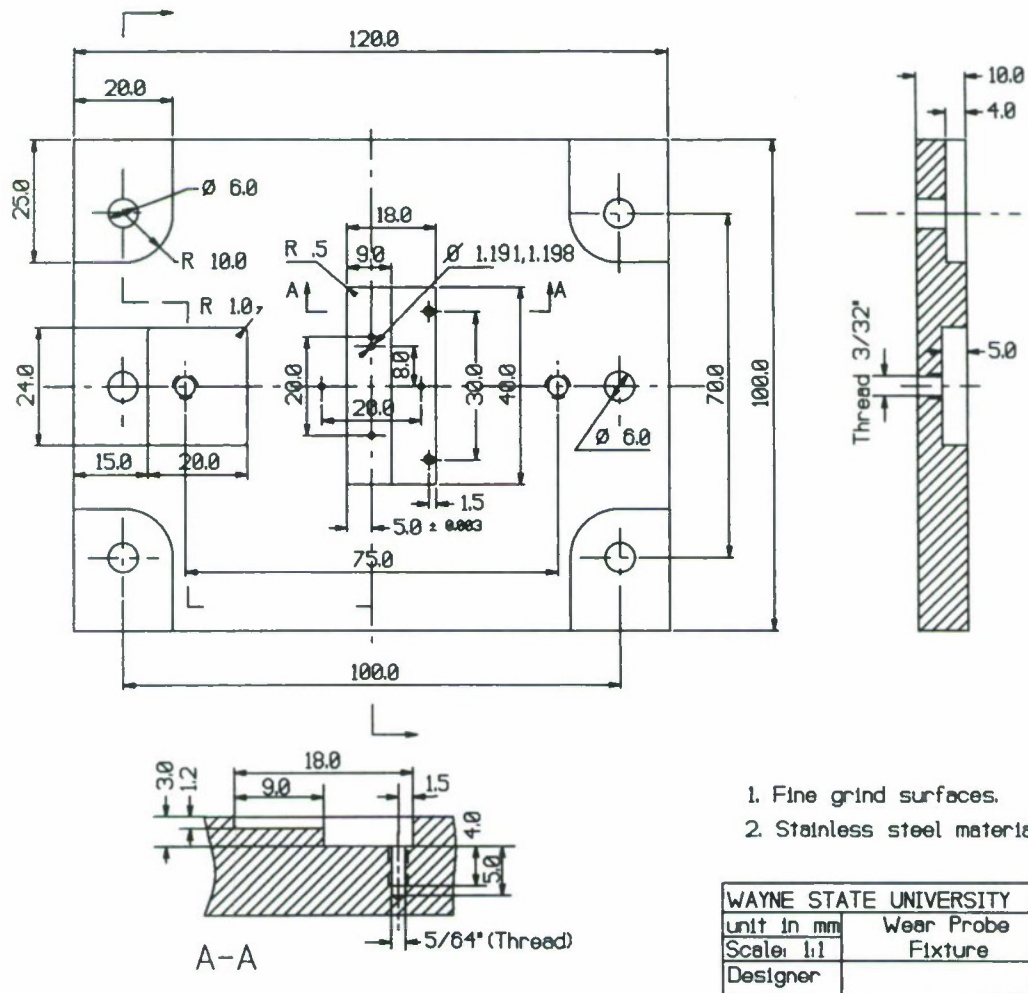 120.0
20.0
10.0
4.0
25.0
Ø 6.0
18.0
R 10.0
R .5
9.0
Ø 1.191,1.198
A
A
R 1.0
24.0
20.0
8.0
30.0
40.0
70.0
100.0
Thread 3/32"
5.0
20.0
Ø 6.0
15.0
20.0
1.5
5.0 ± 0.003
75.0
100.0
18.0
3.0
1.2
9.0
1.5
4.0
5.0
5/64" (Thread)
A-A
1. Fine grind surfaces.
2. Stainless steel materia
WAYNE STATE UNIVERSITY
unit in mm
Wear Probe
Scale: 1:1
Fixture
Designer